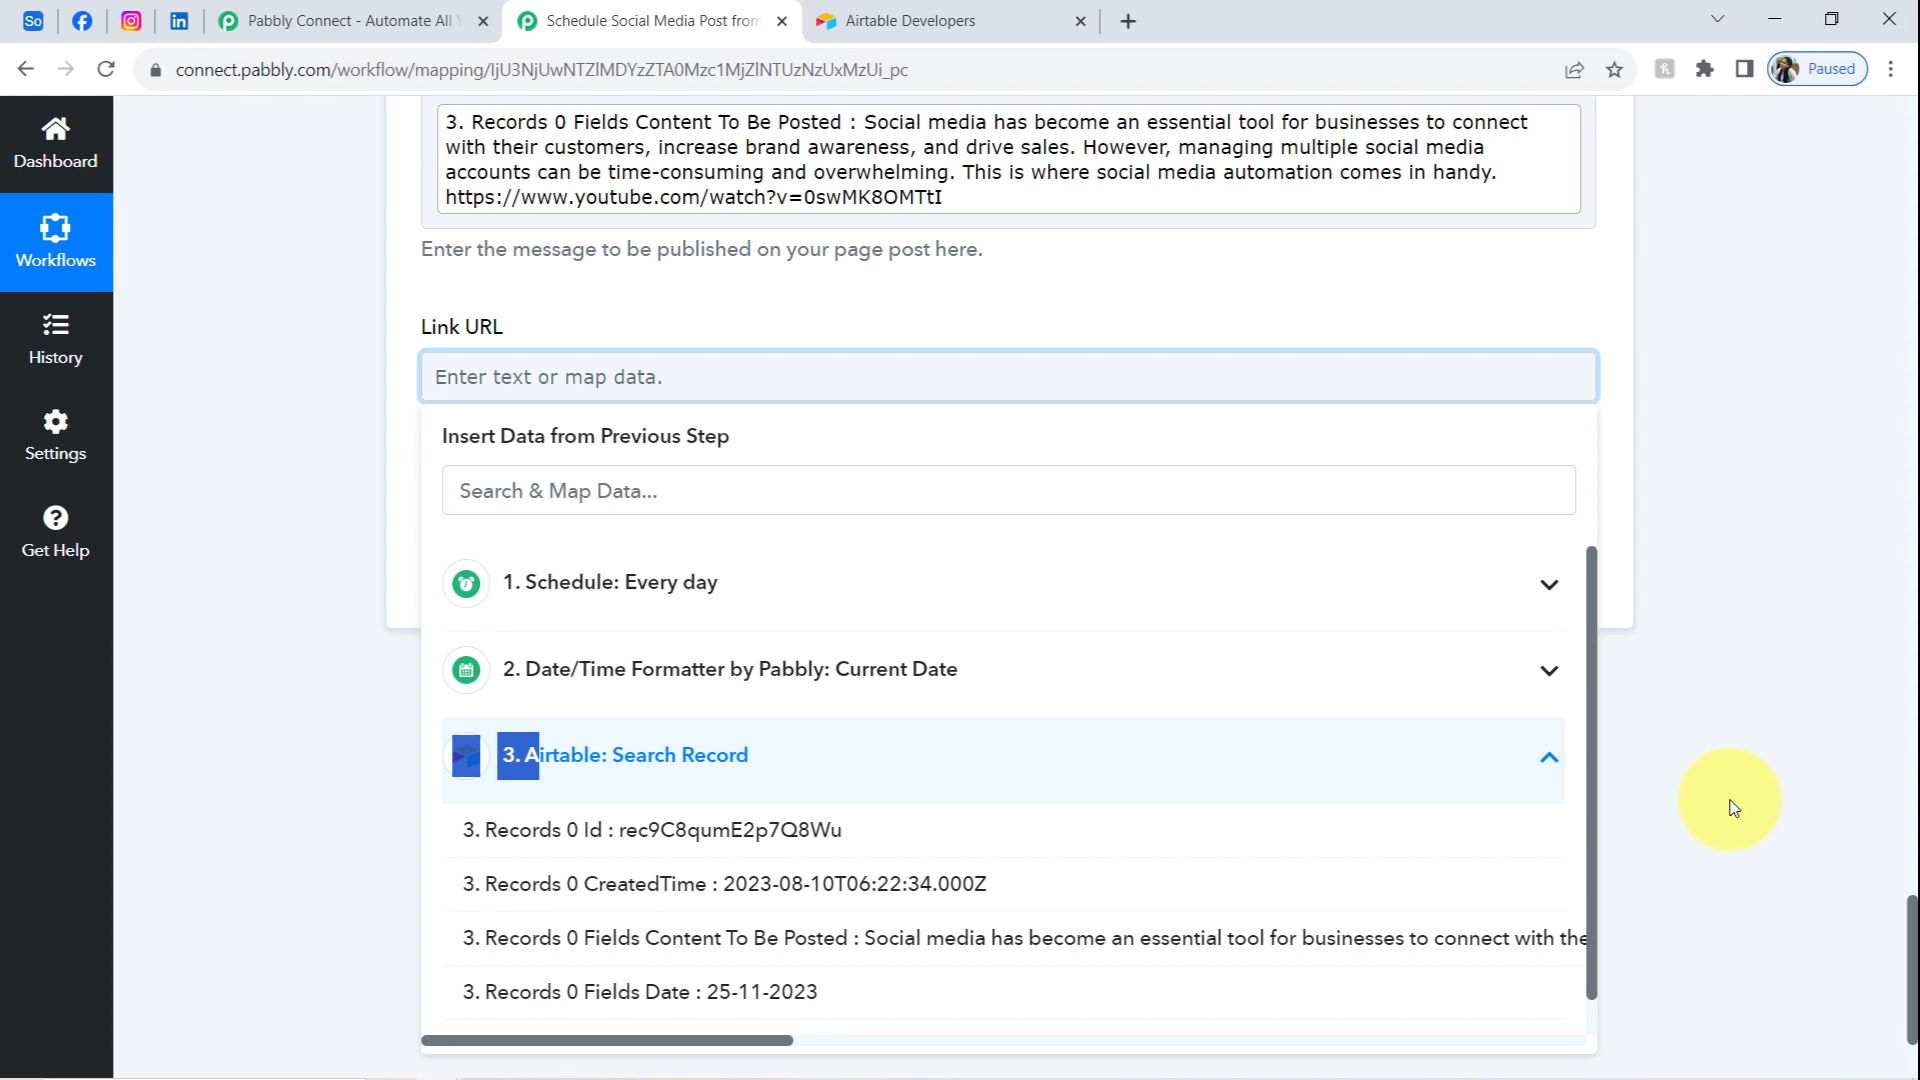 So
Pabbly Connect - Automate All
Schedule Social Media Post from
Airtable Developers
connect.pabbly.com/workflow/mapping/IjU3NjUwNTZlMDYzZTA0Mzc1MjZlNTUzNzUxMzUi_pc
Paused
Dashboard
Workflows
History
Settings
Get Help
3. Records 0 Fields Content To Be Posted : Social media has become an essential tool for businesses to connect
with their customers, increase brand awareness, and drive sales. However, managing multiple social media
accounts can be time-consuming and overwhelming. This is where social media automation comes in handy.
https://www.youtube.com/watch?v=0swMK8OMTtI
Enter the message to be published on your page post here.
Link URL
Enter text or map data.
Insert Data from Previous Step
Search & Map Data...
1. Schedule: Every day
2. Date/Time Formatter by Pabbly: Current Date
3. Airtable: Search Record
3. Records 0 Id : rec9C8qumE2p7Q8Wu
3. Records 0 CreatedTime : 2023-08-10T06:22:34.000Z
3. Records 0 Fields Content To Be Posted : Social media has become an essential tool for businesses to connect with the
3. Records 0 Fields Date : 25-11-2023